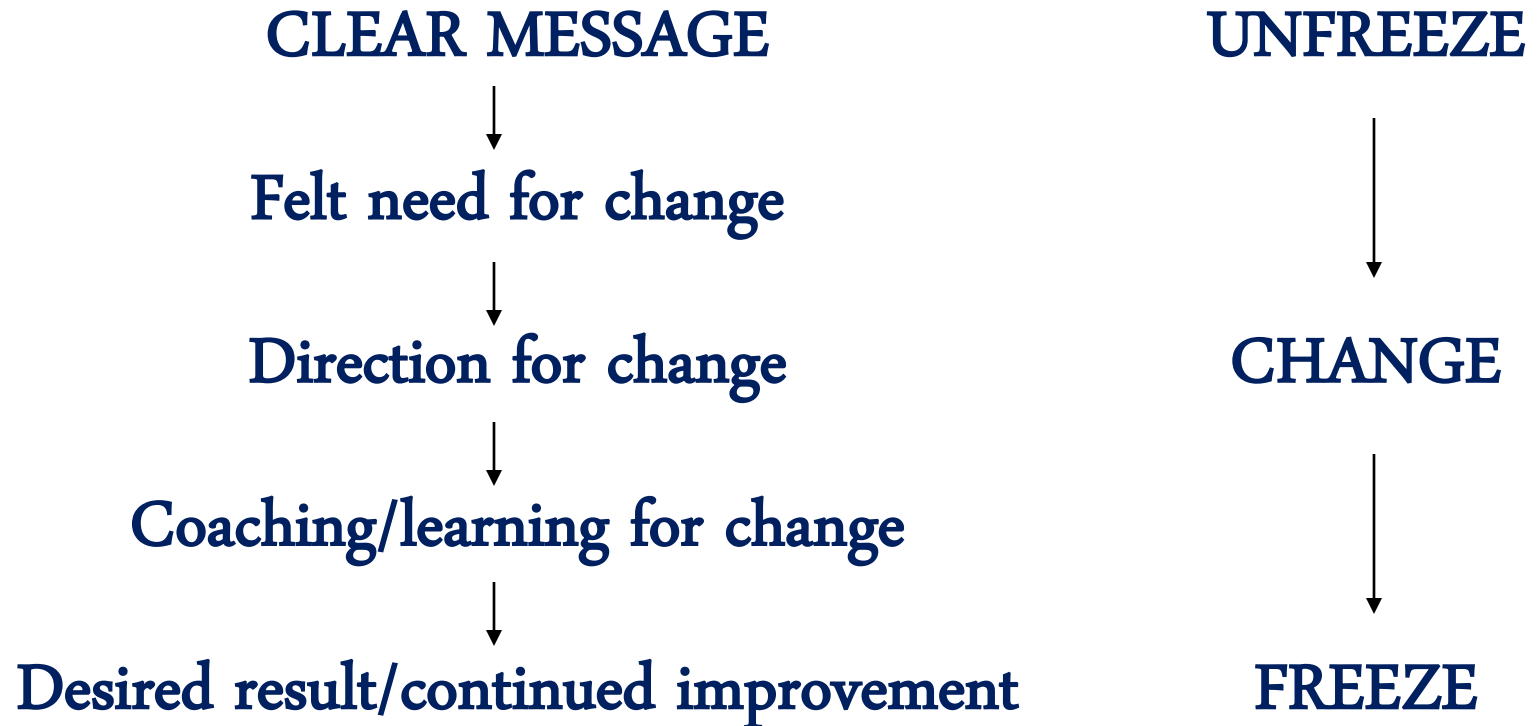 CLEAR MESSAGE
UNFREEZE
Felt need for change
Direction for change
CHANGE
Coaching/learning for change
Desired result/continued improvement
FREEZE